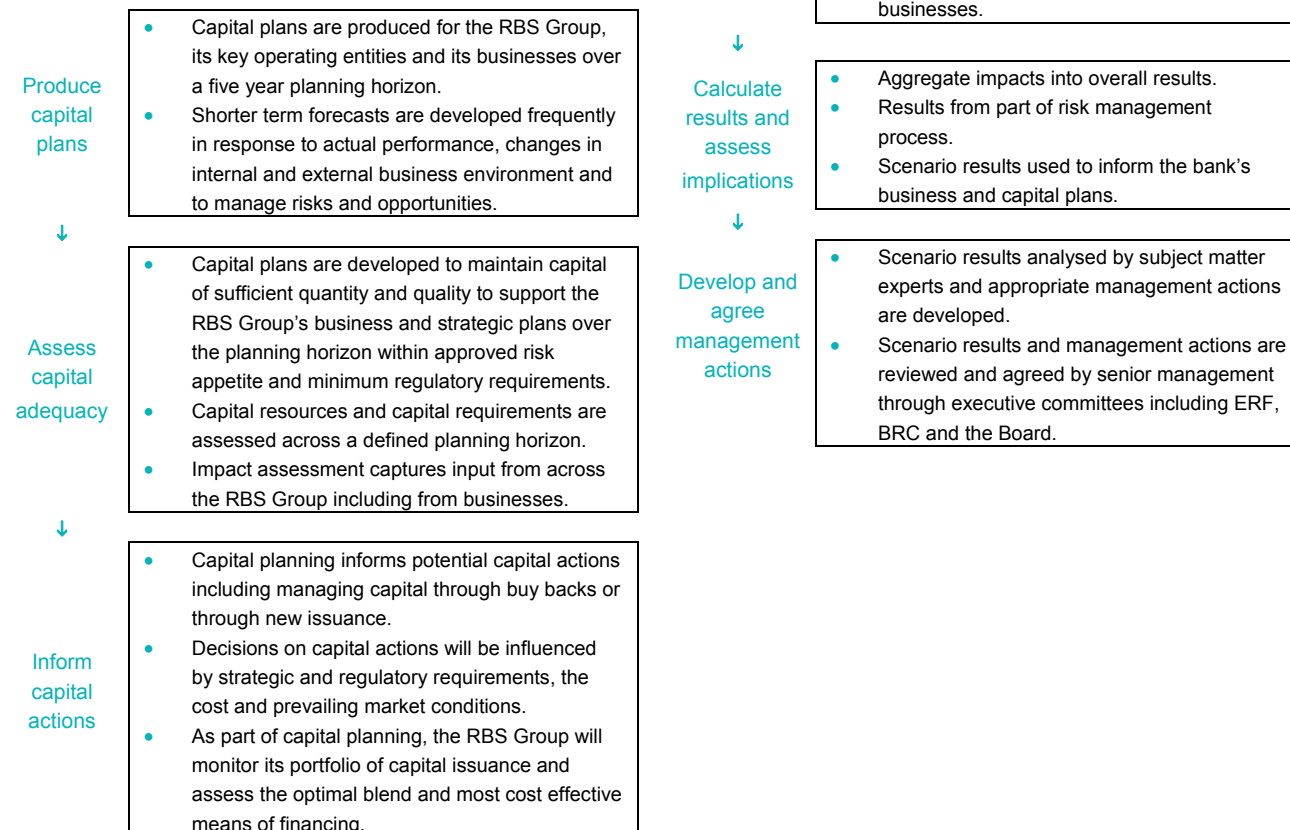 Produce
capital
plans
• Capital plans are produced for the RBS Group,
its key operating entities and its businesses over
a five year planning horizon.
• Shorter term forecasts are developed frequently
in response to actual performance, changes in
internal and external business environment and
to manage risks and opportunities.
↓
Assess
capital
adequacy
• Capital plans are developed to maintain capital
of sufficient quantity and quality to support the
RBS Group’s business and strategic plans over
the planning horizon within approved risk
appetite and minimum regulatory requirements.
• Capital resources and capital requirements are
assessed across a defined planning horizon.
• Impact assessment captures input from across
the RBS Group including from businesses.
↓
Inform
capital
actions
• Capital planning informs potential capital actions
including managing capital through buy backs or
through new issuance.
• Decisions on capital actions will be influenced
by strategic and regulatory requirements, the
cost and prevailing market conditions.
• As part of capital planning, the RBS Group will
monitor its portfolio of capital issuance and
assess the optimal blend and most cost effective
means of financing.
businesses.
↓
Calculate
results and
assess
implications
• Aggregate impacts into overall results.
• Results from part of risk management
process.
• Scenario results used to inform the bank’s
business and capital plans.
↓
Develop and
agree
management
actions
• Scenario results analysed by subject matter
experts and appropriate management actions
are developed.
• Scenario results and management actions are
reviewed and agreed by senior management
through executive committees including ERF,
BRC and the Board.